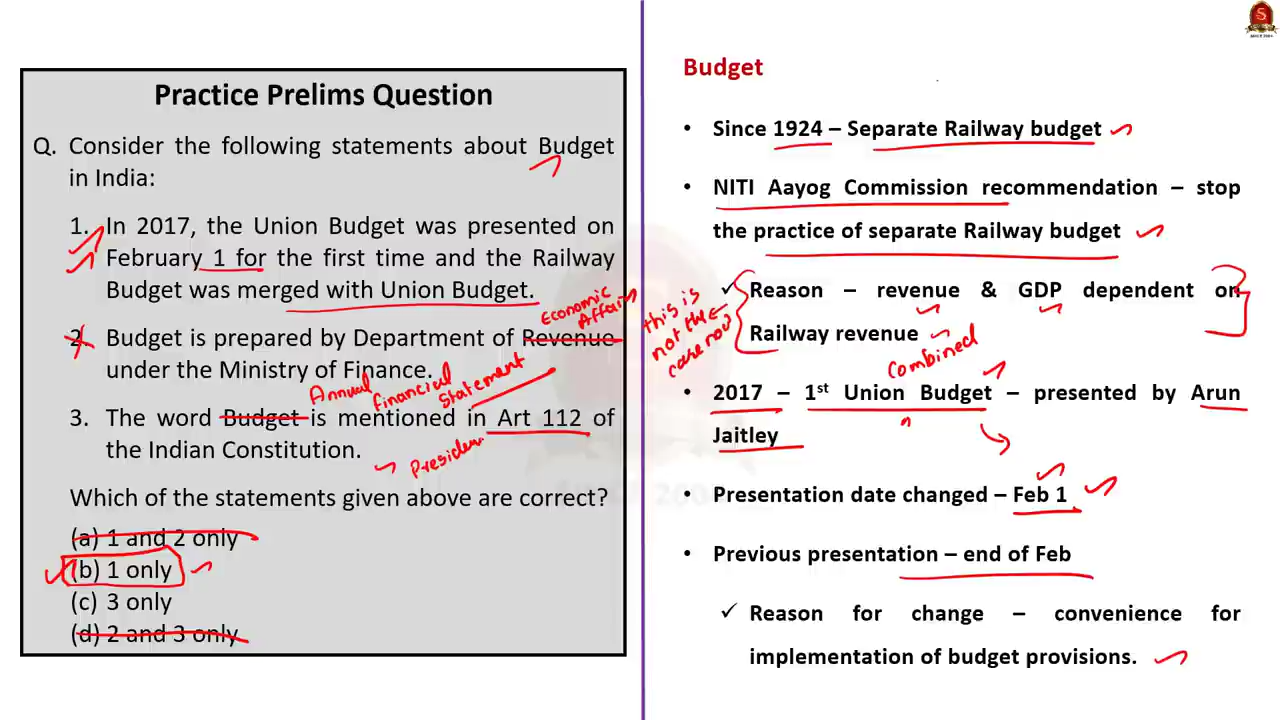 Practice Prelims Question
Q. Consider the following statements about Budget
in India:
1. In 2017, the Union Budget was presented on
February 1 for the first time and the Railway
Budget was merged with Union Budget.
Economic
Affairs
2. Budget is prepared by Department of Revenue
under the Ministry of Finance.
Annual Financial Statement
3. The word Budget is mentioned in Art 112 of
the Indian Constitution.
President
Which of the statements given above are correct?
(a) 1 and 2 only
(b) 1 only
(c) 3 only
(d) 2 and 3 only
Budget
• Since 1924 – Separate Railway budget
• NITI Aayog Commission recommendation – stop
the practice of separate Railway budget
✓ Reason – revenue & GDP dependent on
Railway revenue
this is
not the
case now
combined
• 2017 – 1st Union Budget – presented by Arun
Jaitley
• Presentation date changed – Feb 1
• Previous presentation – end of Feb
✓ Reason for change – convenience for
implementation of budget provisions.